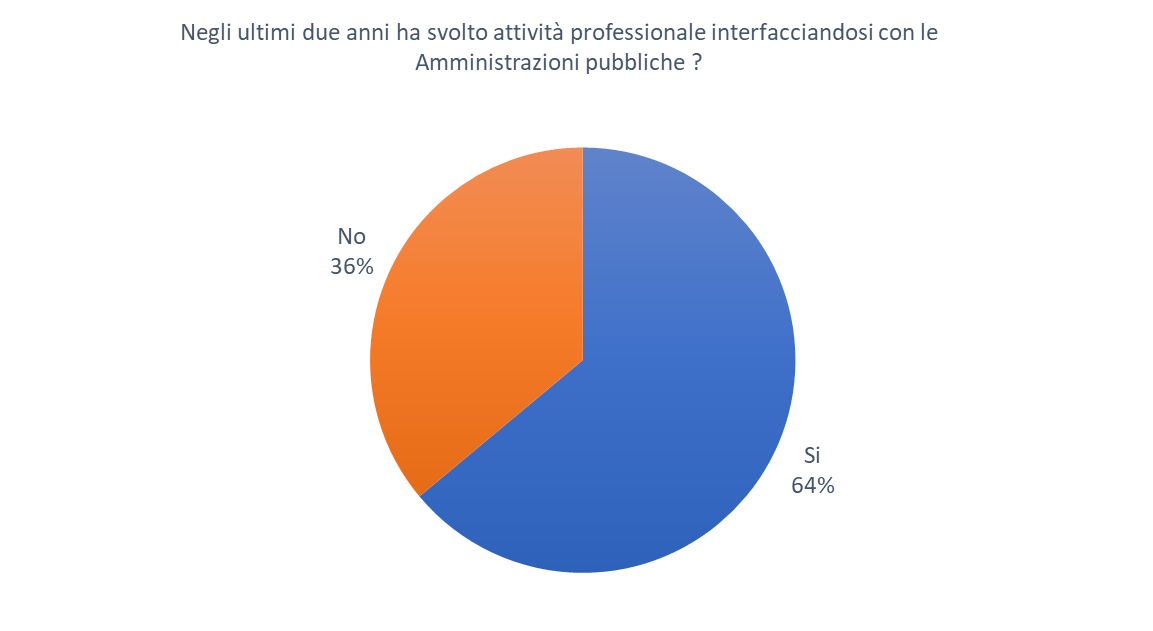 Negli ultimi due anni ha svolto attività professionale interfacciandosi con le
Amministrazioni pubbliche ?
No
36%
Si
64%